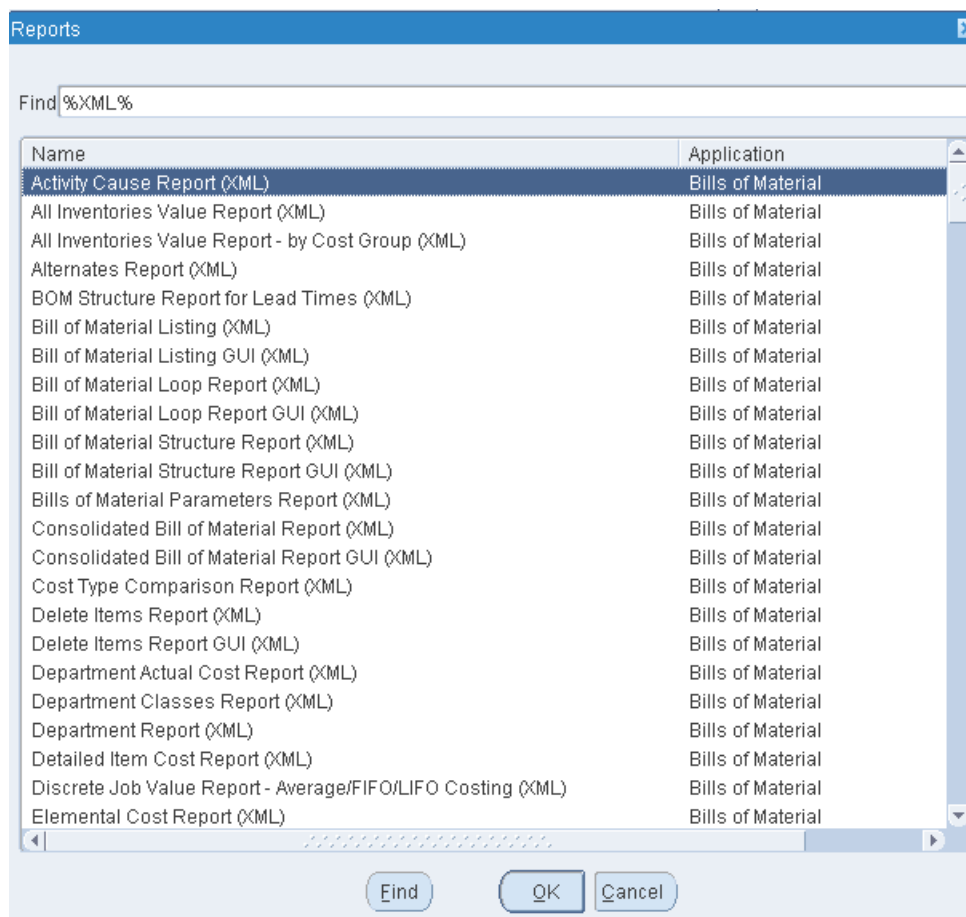 Reports
Find %XML%
Name Application
Activity Cause Report (XML) Bills of Material
All Inventories Value Report (XML) Bills of Material
All Inventories Value Report - by Cost Group (XML) Bills of Material
Alternates Report (XML) Bills of Material
BOM Structure Report for Lead Times (XML) Bills of Material
Bill of Material Listing (XML) Bills of Material
Bill of Material Listing GUI (XML) Bills of Material
Bill of Material Loop Report (XML) Bills of Material
Bill of Material Loop Report GUI (XML) Bills of Material
Bill of Material Structure Report (XML) Bills of Material
Bill of Material Structure Report GUI (XML) Bills of Material
Bills of Material Parameters Report (XML) Bills of Material
Consolidated Bill of Material Report (XML) Bills of Material
Consolidated Bill of Material Report GUI (XML) Bills of Material
Cost Type Comparison Report (XML) Bills of Material
Delete Items Report (XML) Bills of Material
Delete Items Report GUI (XML) Bills of Material
Department Actual Cost Report (XML) Bills of Material
Department Classes Report (XML) Bills of Material
Department Report (XML) Bills of Material
Detailed Item Cost Report (XML) Bills of Material
Discrete Job Value Report - Average/FIFO/LIFO Costing (XML) Bills of Material
Elemental Cost Report (XML) Bills of Material
Find OK Cancel